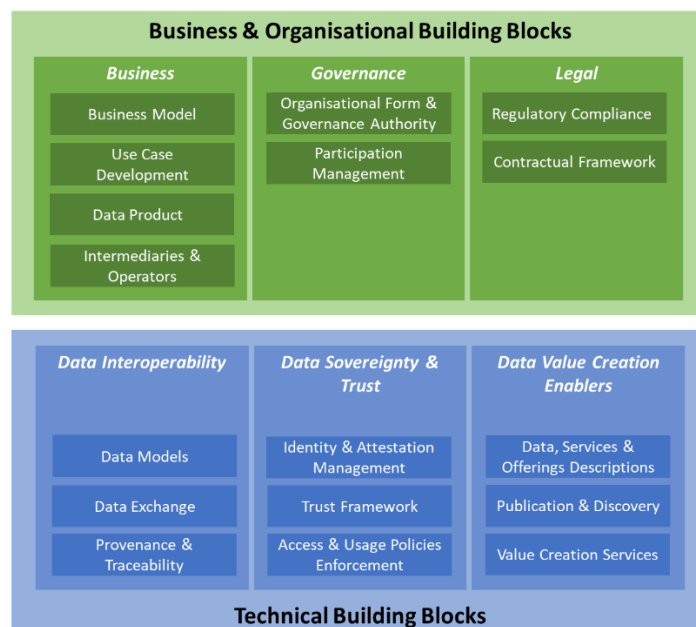 Business & Organisational Building Blocks
Business
Business Model
Use Case
Development
Data Product
Intermediaries &
Operators
Governance
Organisational Form &
Governance Authority
Participation
Management
Legal
Regulatory Compliance
Contractual Framework
Data Interoperability
Data Models
Data Exchange
Provenance &
Traceability
Data Sovereignty &
Trust
Identity & Attestation
Management
Trust Framework
Access & Usage Policies
Enforcement
Data Value Creation
Enablers
Data, Services &
Offerings Descriptions
Publication & Discovery
Value Creation Services
Technical Building Blocks